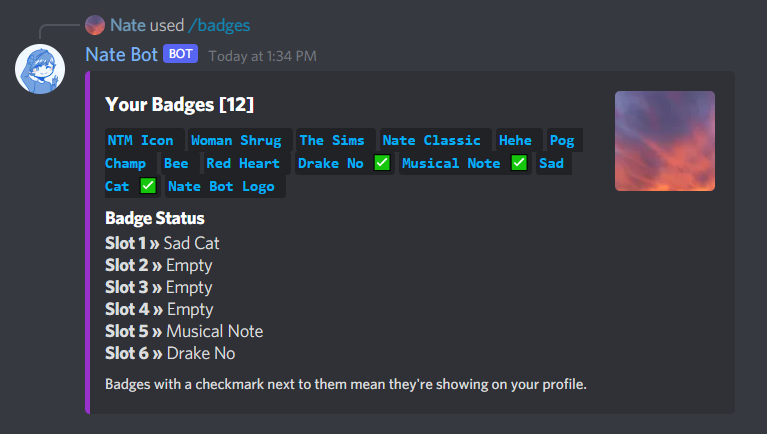 Nate used /badges
Nate Bot BOT Today at 1:34 PM
Your Badges [12]
NTM Icon Woman Shrug The Sims Nate Classic Hehe Pog
Champ Bee Red Heart Drake No ✅ Musical Note ✅ Sad
Cat ✅ Nate Bot Logo
Badge Status
Slot 1 » Sad Cat
Slot 2 » Empty
Slot 3 » Empty
Slot 4 » Empty
Slot 5 » Musical Note
Slot 6 » Drake No
Badges with a checkmark next to them mean they're showing on your profile.